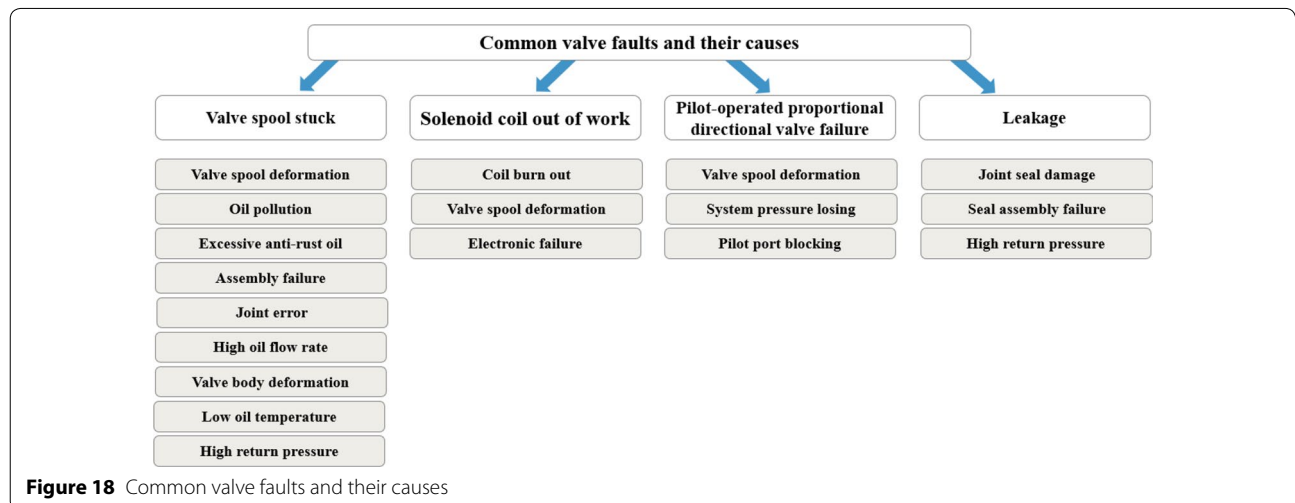 Common valve faults and their causes
Valve spool stuck
Valve spool deformation
Oil pollution
Excessive anti-rust oil
Assembly failure
Joint error
High oil flow rate
Valve body deformation
Low oil temperature
High return pressure
Solenoid coil out of work
Coil burn out
Valve spool deformation
Electronic failure
Pilot-operated proportional
directional valve failure
Valve spool deformation
System pressure losing
Pilot port blocking
Leakage
Joint seal damage
Seal assembly failure
High return pressure
Figure 18 Common valve faults and their causes